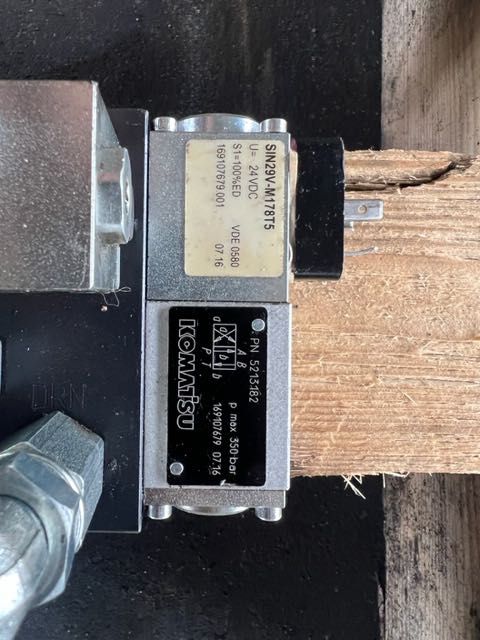 SIN29V-M178T5
U= 24VDC
S1=100%ED VDE 0580
169107679.001 07.16
PN 5213182
A B
a a b b
P T
p max 350 bar
169107679 07.16
KOMATSU
DRN